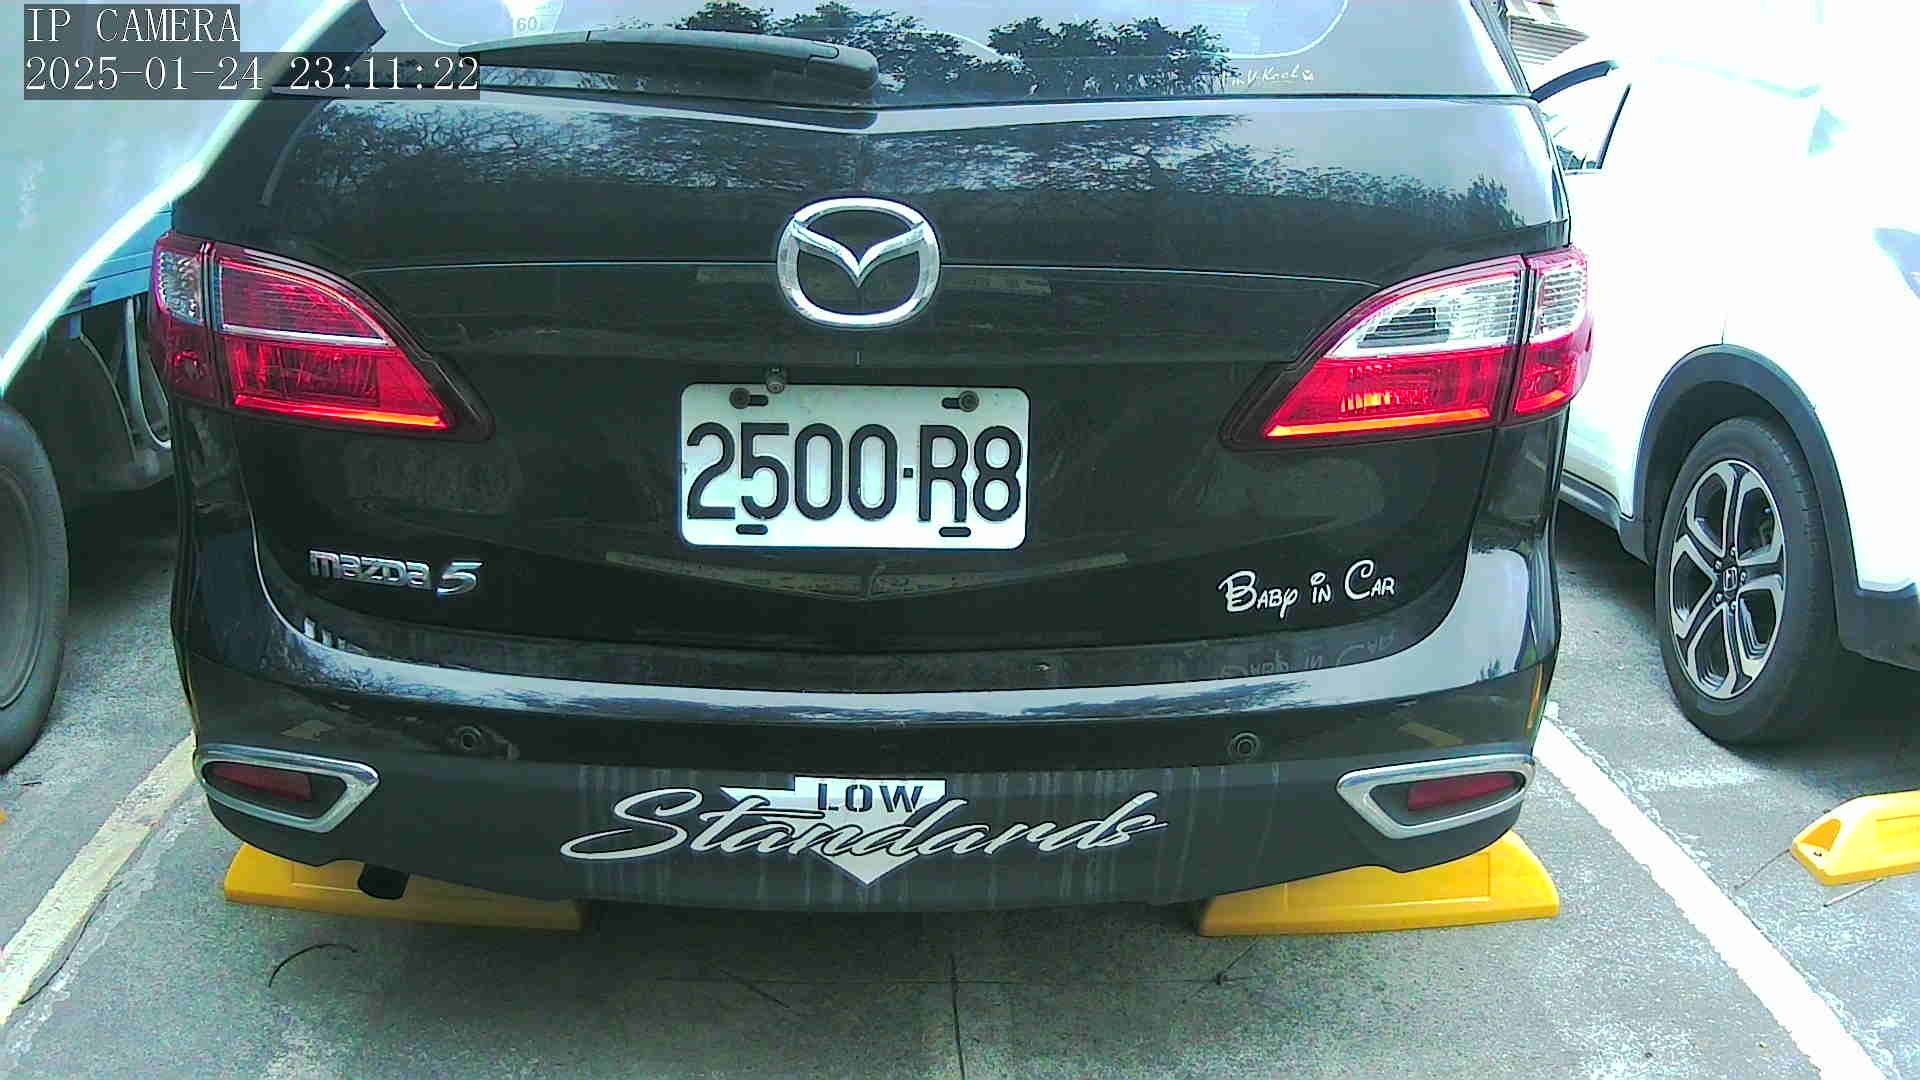 IP CAMERA
2025-01-24 23:11:22
2500-R8
mazda 5
Baby in Car
LOW
Standards